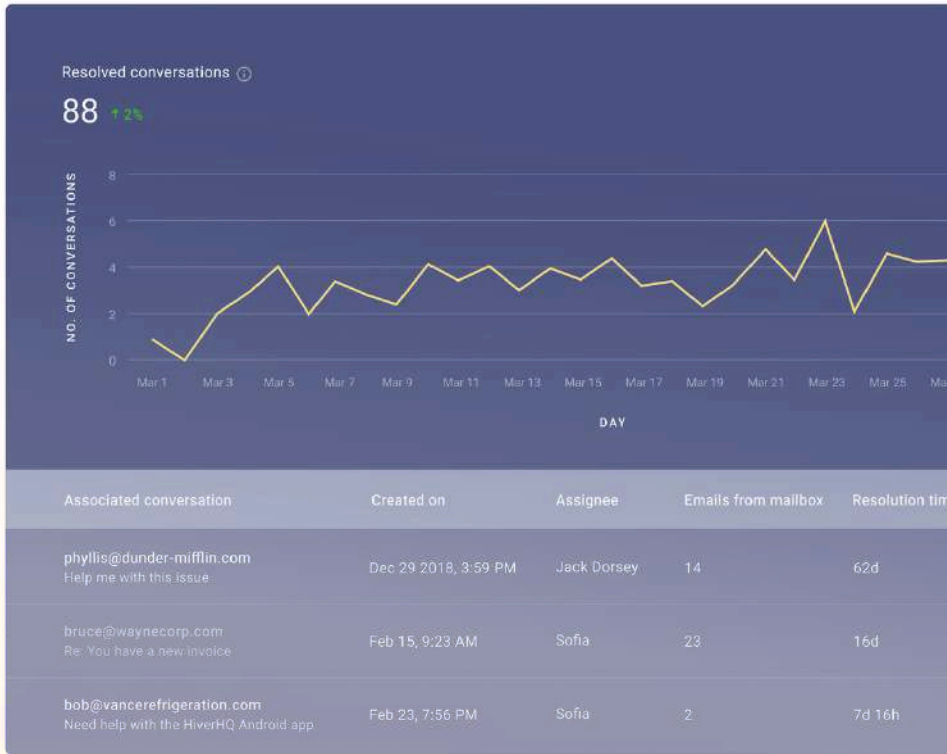 Resolved conversations
88 ↑ 2%
NO. OF CONVERSATIONS
8
6
4
2
0
Mar 1 Mar 3 Mar 5 Mar 7 Mar 9 Mar 11 Mar 13 Mar 15 Mar 17 Mar 19 Mar 21 Mar 23 Mar 25 Ma
DAY
Associated conversation Created on Assignee Emails from mailbox Resolution tim
phyllis@dunder-mifflin.com
Help me with this issue
Dec 29 2018, 3:59 PM Jack Dorsey 14 62d
bruce@waynecorp.com
Re: You have a new invoice
Feb 15, 9:23 AM Sofia 23 16d
bob@vancerefrigeration.com
Need help with the HiverHQ Android app
Feb 23, 7:56 PM Sofia 2 7d 16h